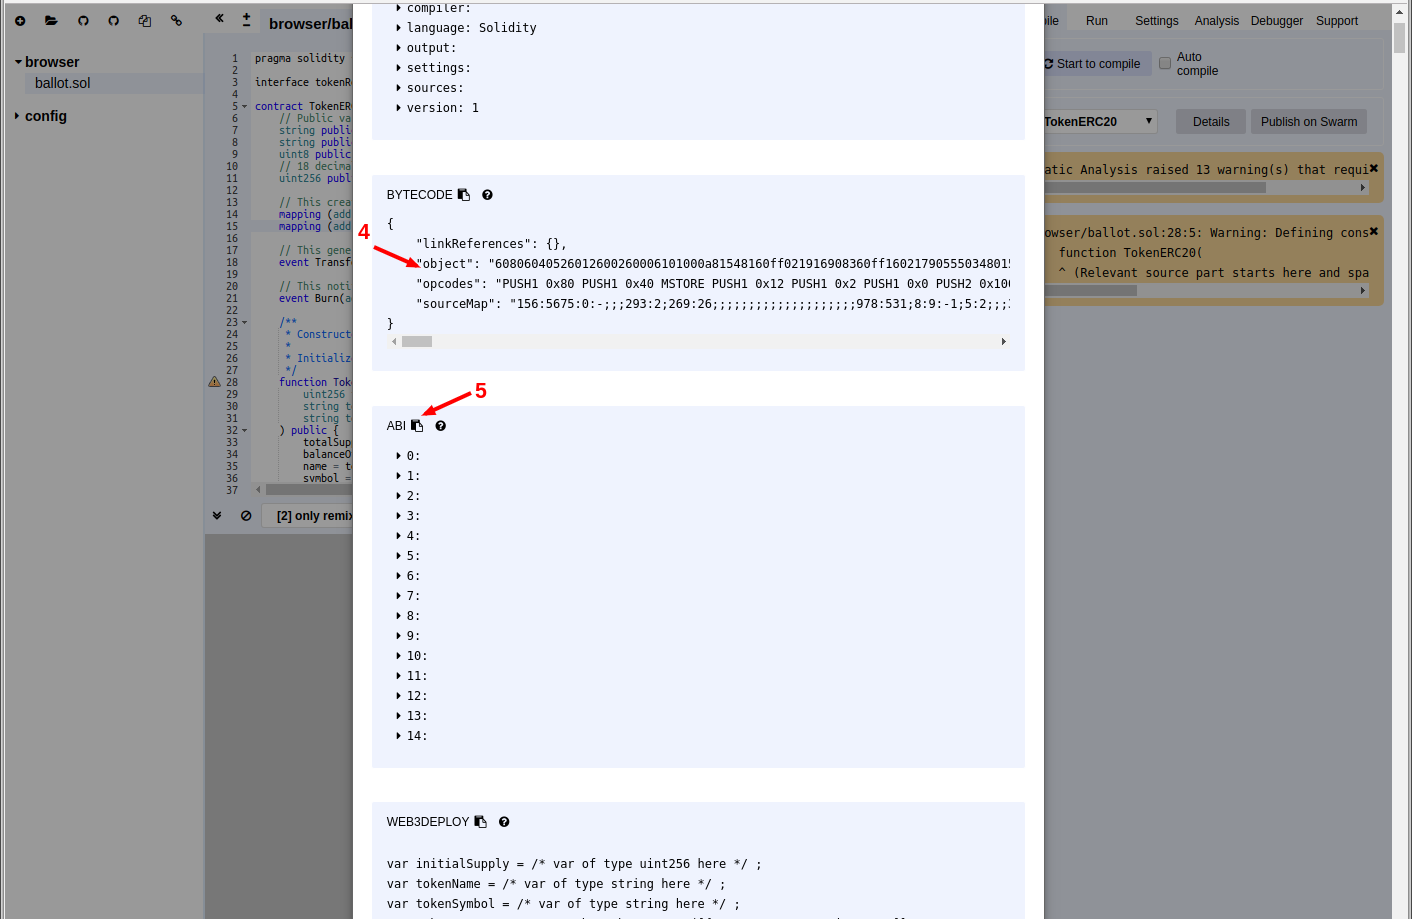 browser
ballot.sol
config
browser/bal
1 pragma solidity
2
3 interface tokenRe
4
5 contract TokenERC
6 // Public va
7 string publi
8 string publi
9 uint8 public
10 // 18 decima
11 uint256 publ
12
13 // This crea
14 mapping (add
15 mapping (add
16
17 // This gene
18 event Transf
19
20 // This noti
21 event Burn(a
22
23 /**
24 * Constructo
25 *
26 * Initialize
27 */
28 function Tok
29 uint256
30 string t
31 string t
32 ) public {
33 totalSup
34 balanceO
35 name = t
36 symbol =
37
[2] only remix
compiler:
language: Solidity
output:
settings:
sources:
version: 1
BYTECODE
{
"linkReferences": {},
4
"object": "60806040526012600260006101000a81548160ff021916908360ff160217905550348015
"opcodes": "PUSH1 0x80 PUSH1 0x40 MSTORE PUSH1 0x12 PUSH1 0x2 PUSH1 0x0 PUSH2 0x100
"sourceMap": "156:5675:0:-;;;293:2;269:26;;;;;;;;;;;;;;;;;;;;978:531;8:9:-1;5:2;;;
}
5
ABI
0:
1:
2:
3:
4:
5:
6:
7:
8:
9:
10:
11:
12:
13:
14:
WEB3DEPLOY
var initialSupply = /* var of type uint256 here */ ;
var tokenName = /* var of type string here */ ;
var tokenSymbol = /* var of type string here */ ;
ile Run Settings Analysis Debugger Support
Start to compile
Auto compile
TokenERC20
Details
Publish on Swarm
atic Analysis raised 13 warning(s) that requi
owser/ballot.sol:28:5: Warning: Defining cons
function TokenERC20(
^ (Relevant source part starts here and spa